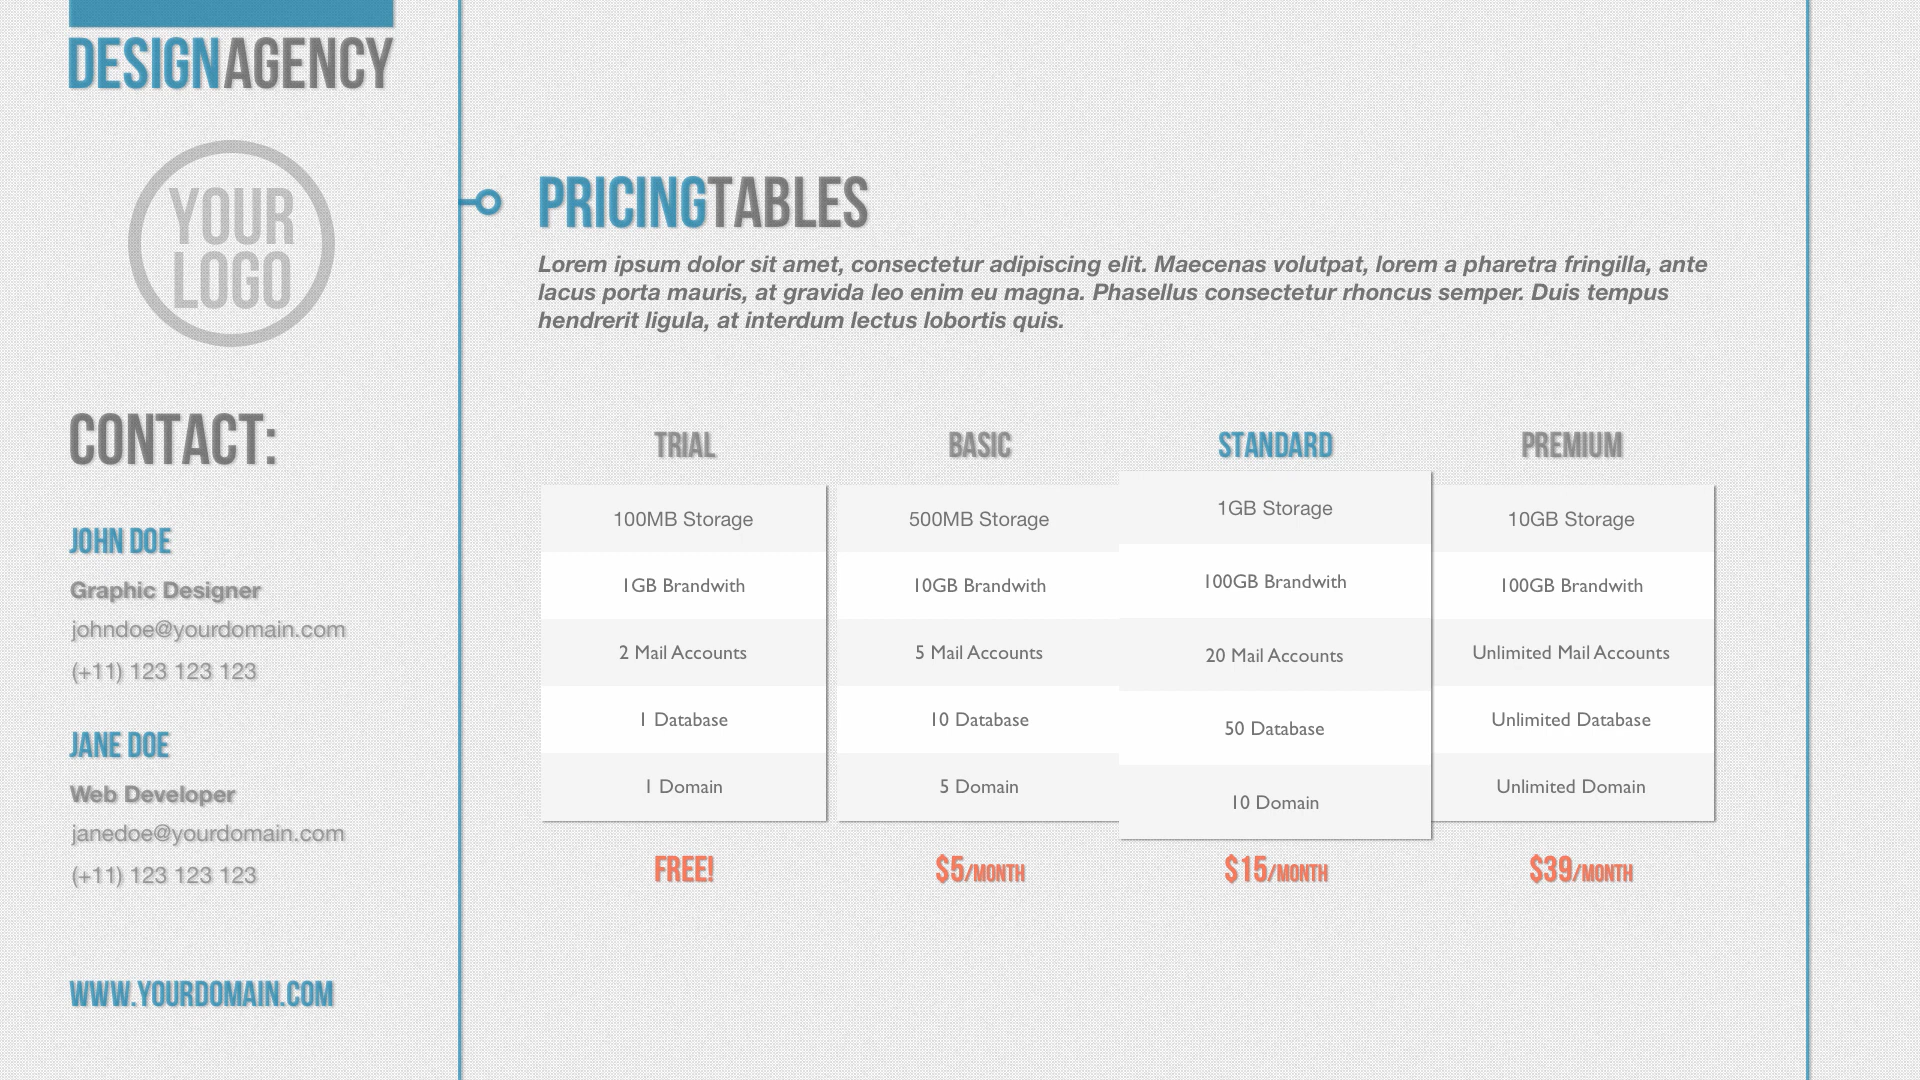 DESIGNAGENCY
YOUR
LOGO
CONTACT:
JOHN DOE
Graphic Designer
johndoe@yourdomain.com
(+11) 123 123 123
JANE DOE
Web Developer
janedoe@yourdomain.com
(+11) 123 123 123
WWW.YOURDOMAIN.COM
PRICINGTABLES
Lorem ipsum dolor sit amet, consectetur adipiscing elit. Maecenas volutpat, lorem a pharetra fringilla, ante
lacus porta mauris, at gravida leo enim eu magna. Phasellus consectetur rhoncus semper. Duis tempus
hendrerit ligula, at interdum lectus lobortis quis.
TRIAL
100MB Storage
1GB Brandwith
2 Mail Accounts
1 Database
1 Domain
FREE!
BASIC
500MB Storage
10GB Brandwith
5 Mail Accounts
10 Database
5 Domain
$5/MONTH
STANDARD
1GB Storage
100GB Brandwith
20 Mail Accounts
50 Database
10 Domain
$15/MONTH
PREMIUM
10GB Storage
100GB Brandwith
Unlimited Mail Accounts
Unlimited Database
Unlimited Domain
$39/MONTH